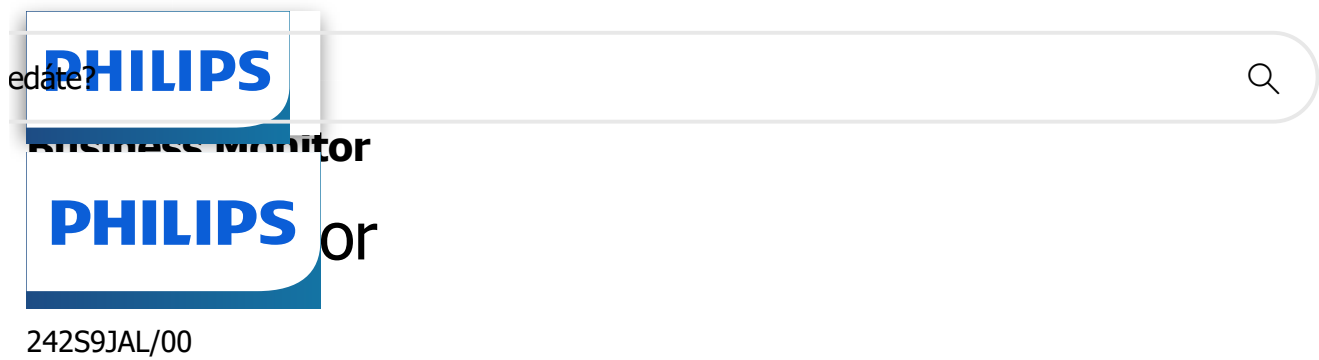 PHILIPS
edáte?
Business Monitor
PHILIPS
or
242S9JAL/00